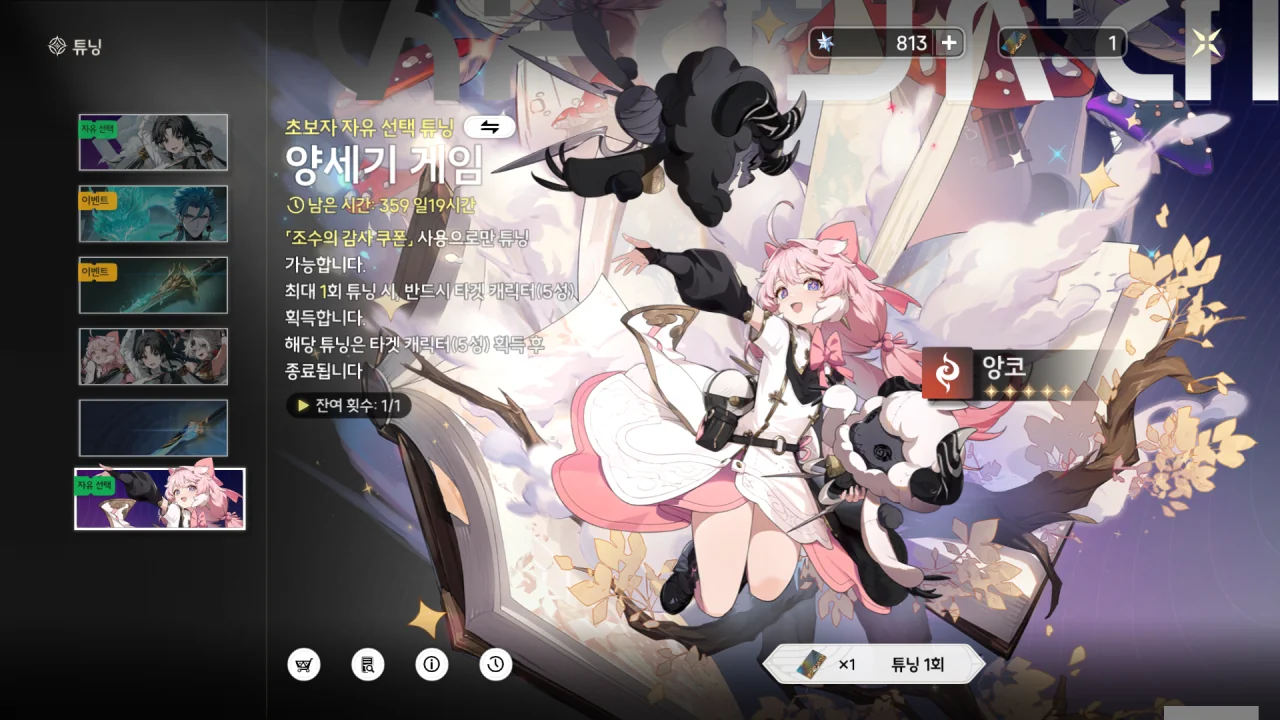 튜닝
813
1
자유 선택
이벤트
이벤트
자유 선택
초보자 자유 선택 튜닝
양세기 게임
남은 시간: 359 일19시간
「조수의 감사 쿠폰」 사용으로만 튜닝
가능합니다.
최대 1회 튜닝 시, 반드시 타겟 캐릭터(5성)
획득합니다.
해당 튜닝은 타겟 캐릭터(5성) 획득 후
종료됩니다
잔여 횟수: 1/1
앙코
×1
튜닝 1회